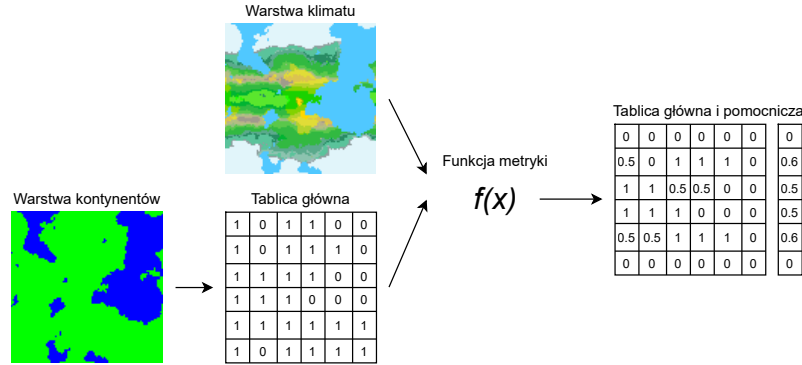 Warstwa klimatu
Warstwa kontynentów
Tablica główna
1 0 1 1 0 0
1 0 1 1 1 0
1 1 1 1 0 0
1 1 1 0 0 0
1 1 1 1 1 1
1 0 1 1 1 1
Funkcja metryki
f(x)
Tablica główna i pomocnicza
0 0 0 0 0 0 0
0.5 0 1 1 1 0 0.6
1 1 0.5 0.5 0 0 0.5
1 1 1 0 0 0 0.5
0.5 0.5 1 1 1 0 0.6
0 0 0 0 0 0 0